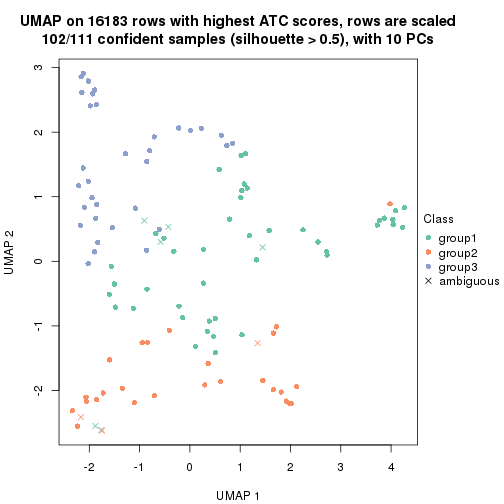 UMAP on 16183 rows with highest ATC scores, rows are scaled
102/111 confident samples (silhouette > 0.5), with 10 PCs
3
2
1
0
-1
-2
UMAP 2
-2 -1 0 1 2 3 4
UMAP 1
Class
group1
group2
group3
ambiguous